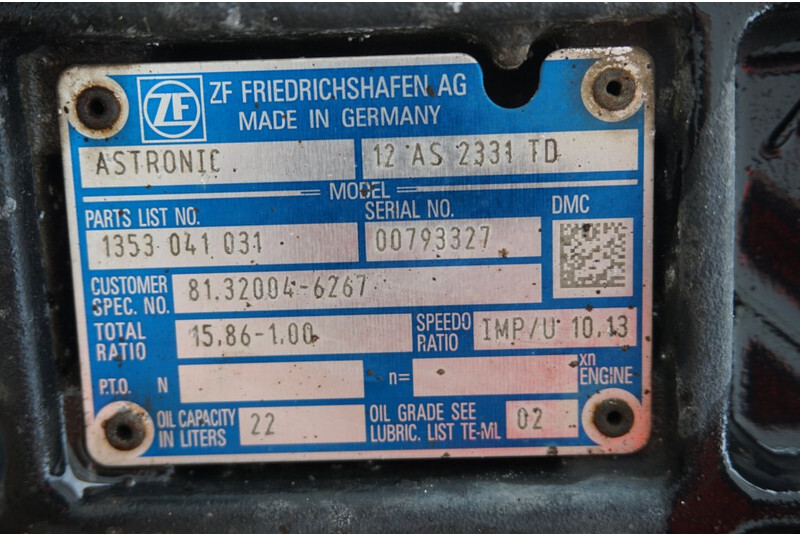 ZF
ZF FRIEDRICHSHAFEN AG
MADE IN GERMANY
ASTRONIC 12 AS 2331 TD
MODEL
PARTS LIST NO. SERIAL NO. DMC
1353 041 031 00793327
CUSTOMER
SPEC. NO. 81.32004-6267
TOTAL
RATIO 15.86-1.00 SPEEDO
RATIO IMP/U 10.13
P.T.O. N n= xn
ENGINE
OIL CAPACITY
IN LITERS 22 OIL GRADE SEE
LUBRIC. LIST TE-ML 02